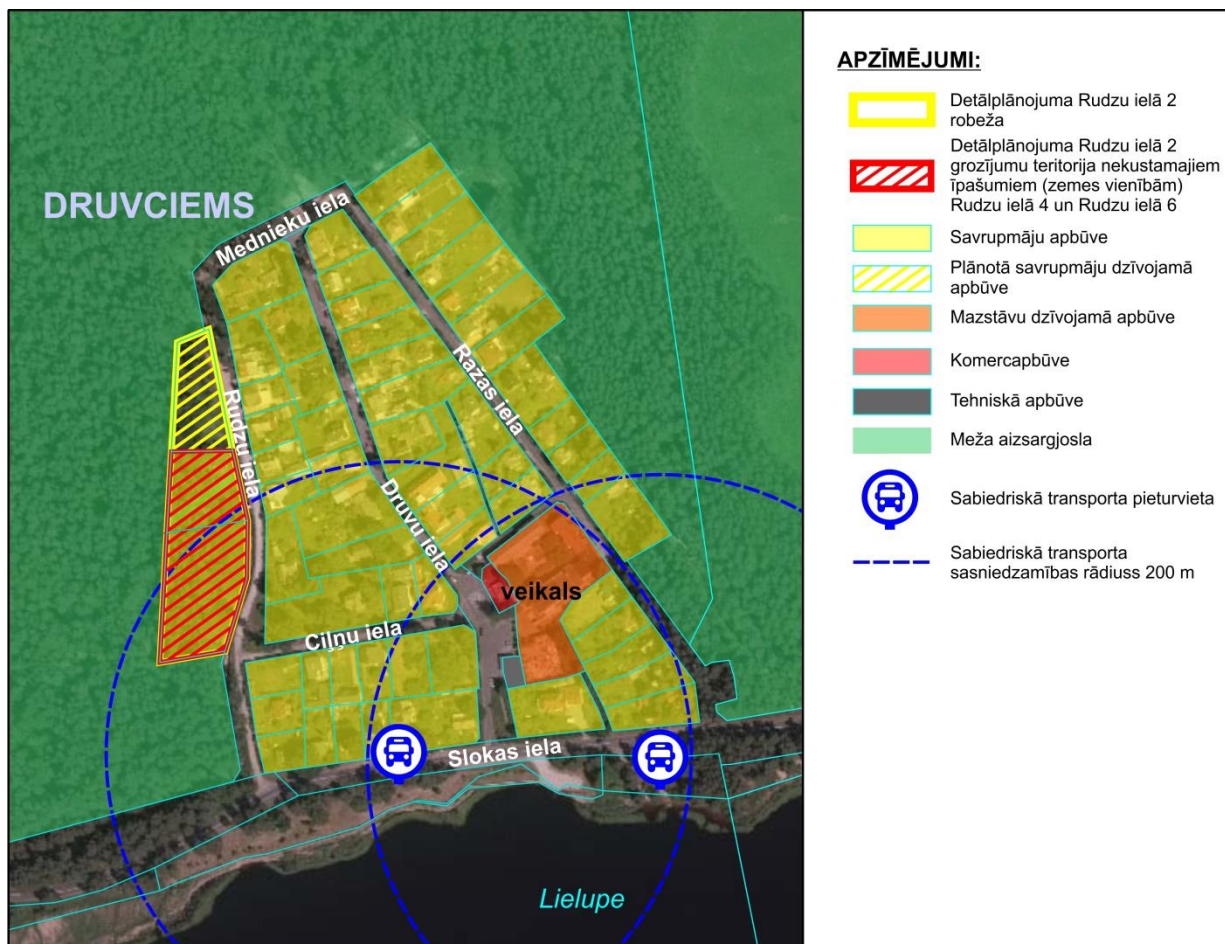 DRUVCIEMS
Mednieku iela
Ražas iela
Rudzu iela
Druvu iela
veikals
Ciļņu iela
Slokas iela
Lielupe
APZĪMĒJUMI:
Detālplānojuma Rudzu ielā 2
robeža
Detālplānojuma Rudzu ielā 2
grozījumu teritorija nekustamajiem
īpašumiem (zemes vienībām)
Rudzu ielā 4 un Rudzu ielā 6
Savrupmāju apbūve
Plānotā savrupmāju dzīvojamā
apbūve
Mazstāvu dzīvojamā apbūve
Komercapbūve
Tehniskā apbūve
Meža aizsargjosla
Sabiedriskā transporta pieturvieta
Sabiedriskā transporta
sasniedzamības rādiuss 200 m